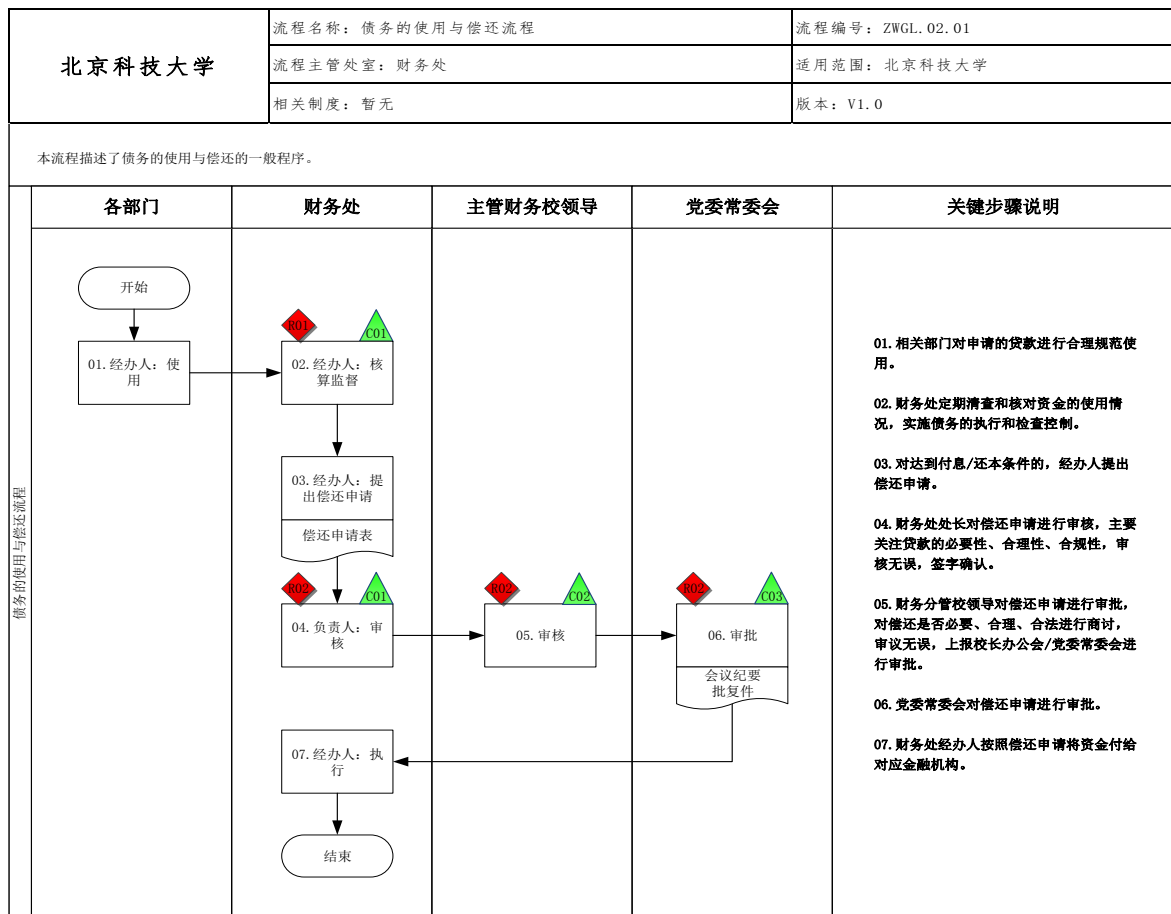 北京科技大学
流程名称：债务的使用与偿还流程
流程编号：ZWGL.02.01
流程主管处室：财务处
适用范围：北京科技大学
相关制度：暂无
版本：V1.0
本流程描述了债务的使用与偿还的一般程序。
债务的使用与偿还流程
各部门
财务处
主管财务校领导
党委常委会
关键步骤说明
开始
01.经办人：使
用
R01
C01
02.经办人：核
算监督
03.经办人：提
出偿还申请
偿还申请表
R02
C01
04.负责人：审
核
R02
C02
05.审核
R02
C03
06.审批
会议纪要
批复件
07.经办人：执
行
结束
01.相关部门对申请的贷款进行合理规范使
用。
02.财务处定期清查和核对资金的使用情
况，实施债务的执行和检查控制。
03.对达到付息/还本条件的，经办人提出
偿还申请。
04.财务处处长对偿还申请进行审核，主要
关注贷款的必要性、合理性、合规性，审
核无误，签字确认。
05.财务分管校领导对偿还申请进行审批，
对偿还是否必要、合理、合法进行商讨，
审议无误，上报校长办公会/党委常委会进
行审批。
06.党委常委会对偿还申请进行审批。
07.财务处经办人按照偿还申请将资金付给
对应金融机构。